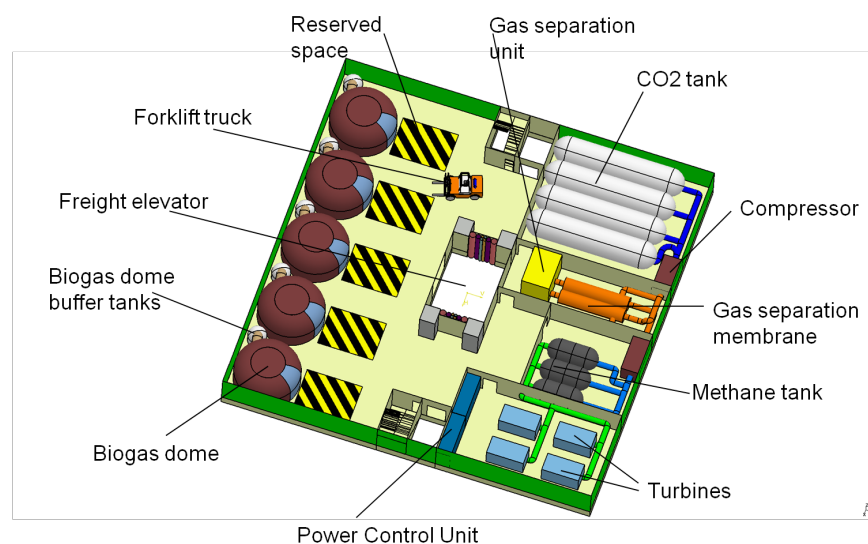 Reserved
space
Gas separation
unit
CO2 tank
Forklift truck
Freight elevator
Compressor
Biogas dome
buffer tanks
Gas separation
membrane
Methane tank
Biogas dome
Turbines
Power Control Unit